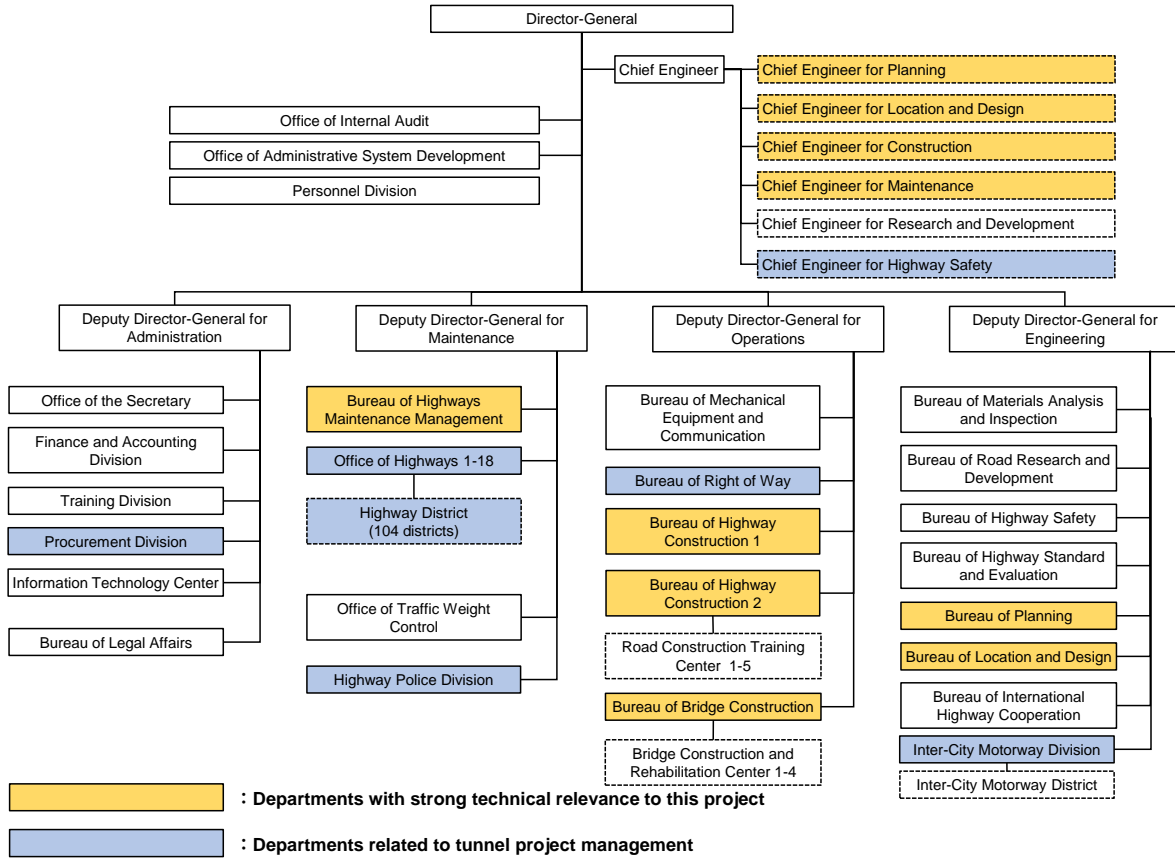 Director-General
Chief Engineer
Chief Engineer for Planning
Chief Engineer for Location and Design
Chief Engineer for Construction
Chief Engineer for Maintenance
Chief Engineer for Research and Development
Chief Engineer for Highway Safety
Office of Internal Audit
Office of Administrative System Development
Personnel Division
Deputy Director-General for
Administration
Office of the Secretary
Finance and Accounting
Division
Training Division
Procurement Division
Information Technology Center
Bureau of Legal Affairs
Deputy Director-General for
Maintenance
Bureau of Highways
Maintenance Management
Office of Highways 1-18
Highway District
(104 districts)
Office of Traffic Weight
Control
Highway Police Division
Deputy Director-General for
Operations
Bureau of Mechanical
Equipment and
Communication
Bureau of Right of Way
Bureau of Highway
Construction 1
Bureau of Highway
Construction 2
Road Construction Training
Center 1-5
Bureau of Bridge Construction
Bridge Construction and
Rehabilitation Center 1-4
Deputy Director-General for
Engineering
Bureau of Materials Analysis
and Inspection
Bureau of Road Research and
Development
Bureau of Highway Safety
Bureau of Highway Standard
and Evaluation
Bureau of Planning
Bureau of Location and Design
Bureau of International
Highway Cooperation
Inter-City Motorway Division
Inter-City Motorway District
: Departments with strong technical relevance to this project
: Departments related to tunnel project management